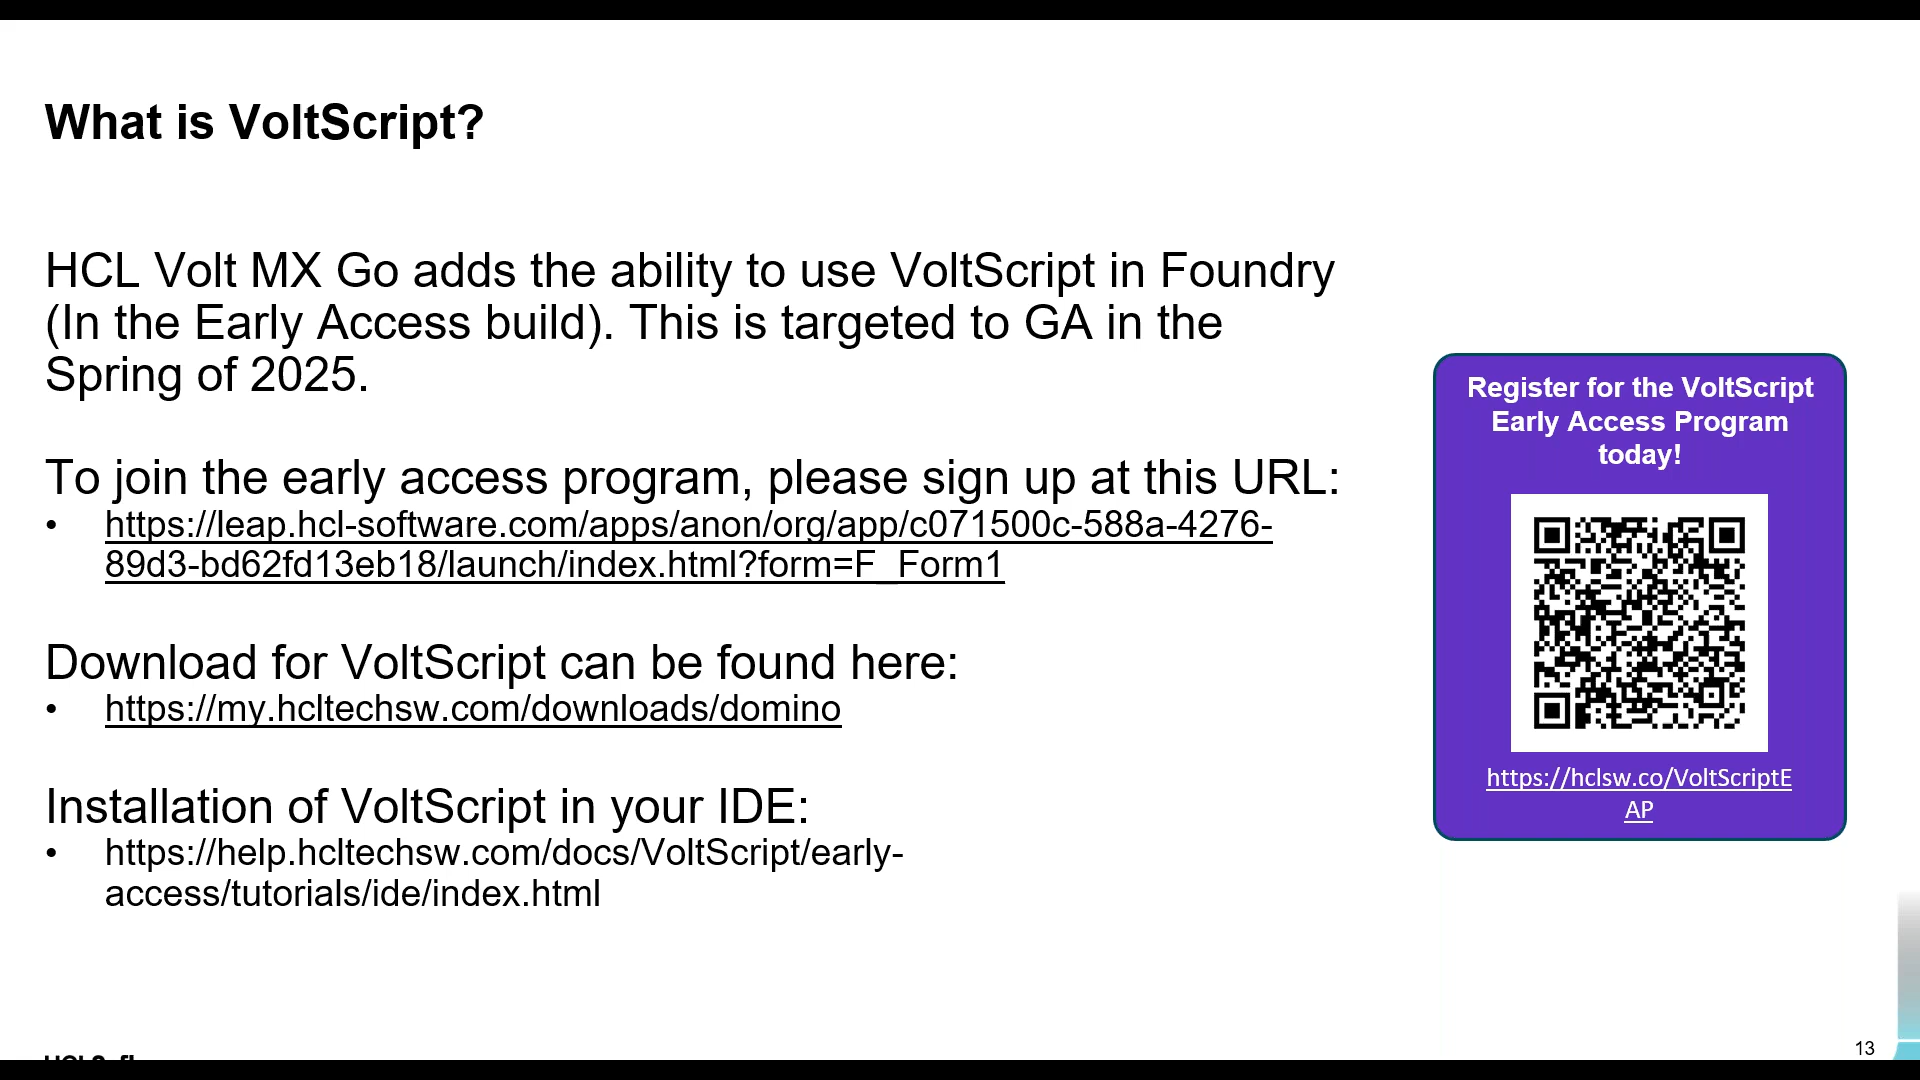 What is VoltScript?
HCL Volt MX Go adds the ability to use VoltScript in Foundry
(In the Early Access build). This is targeted to GA in the
Spring of 2025.
To join the early access program, please sign up at this URL:
• https://leap.hcl-software.com/apps/anon/org/app/c071500c-588a-4276-
89d3-bd62fd13eb18/launch/index.html?form=F_Form1
Download for VoltScript can be found here:
• https://my.hcltechsw.com/downloads/domino
Installation of VoltScript in your IDE:
• https://help.hcltechsw.com/docs/VoltScript/early-
access/tutorials/ide/index.html
Register for the VoltScript
Early Access Program
today!
https://hclsw.co/VoltScriptE
AP
13